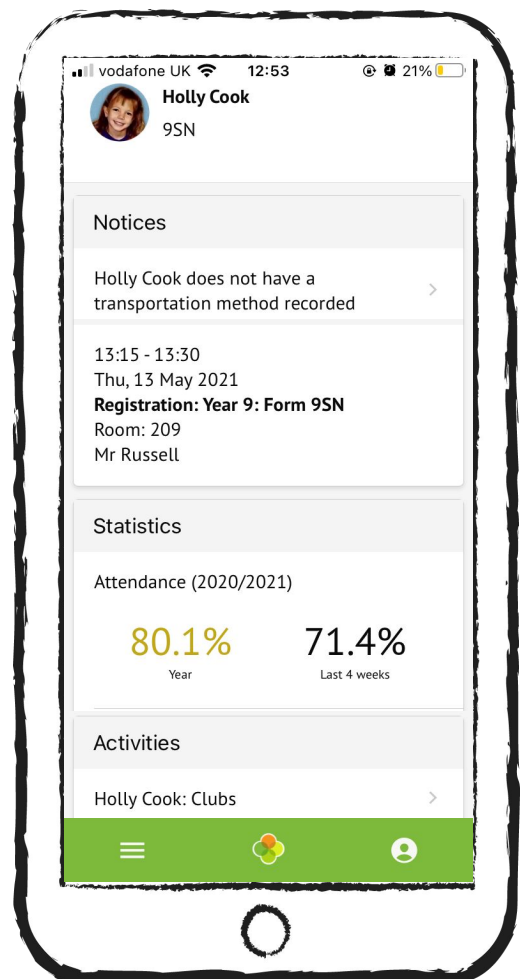 vodafone UK 12:53 21%
Holly Cook
9SN
Notices
Holly Cook does not have a
transportation method recorded
13:15 - 13:30
Thu, 13 May 2021
Registration: Year 9: Form 9SN
Room: 209
Mr Russell
Statistics
Attendance (2020/2021)
80.1% 71.4%
Year Last 4 weeks
Activities
Holly Cook: Clubs